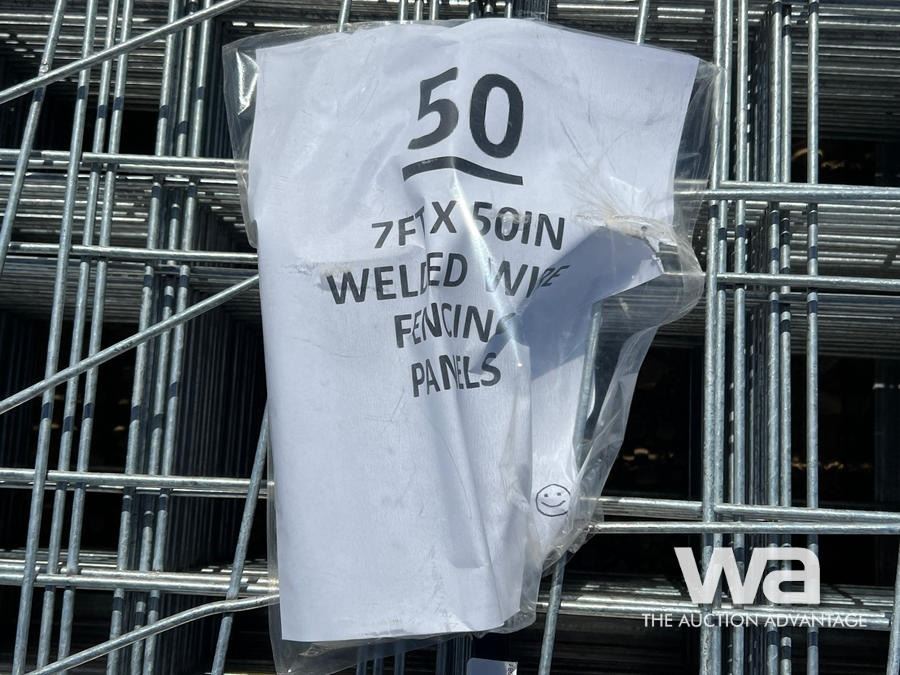 50
7FT X 50IN
WELDED WIRE
FENCING
PANELS
wa
THE AUCTION ADVANTAGE